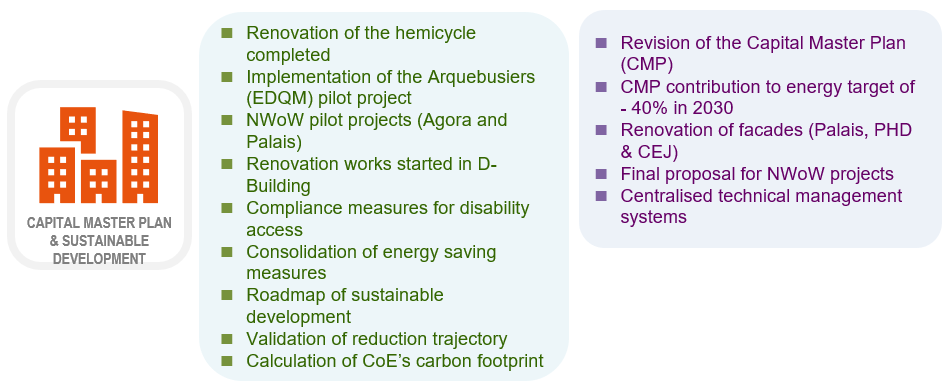 CAPITAL MASTER PLAN
& SUSTAINABLE
DEVELOPMENT
Renovation of the hemicycle
completed
Implementation of the Arquebusiers
(EDQM) pilot project
NWoW pilot projects (Agora and
Palais)
Renovation works started in D-
Building
Compliance measures for disability
access
Consolidation of energy saving
measures
Roadmap of sustainable
development
Validation of reduction trajectory
Calculation of CoE's carbon footprint
Revision of the Capital Master Plan
(CMP)
CMP contribution to energy target of
- 40% in 2030
Renovation of facades (Palais, PHD
& CEJ)
Final proposal for NWoW projects
Centralised technical management
systems